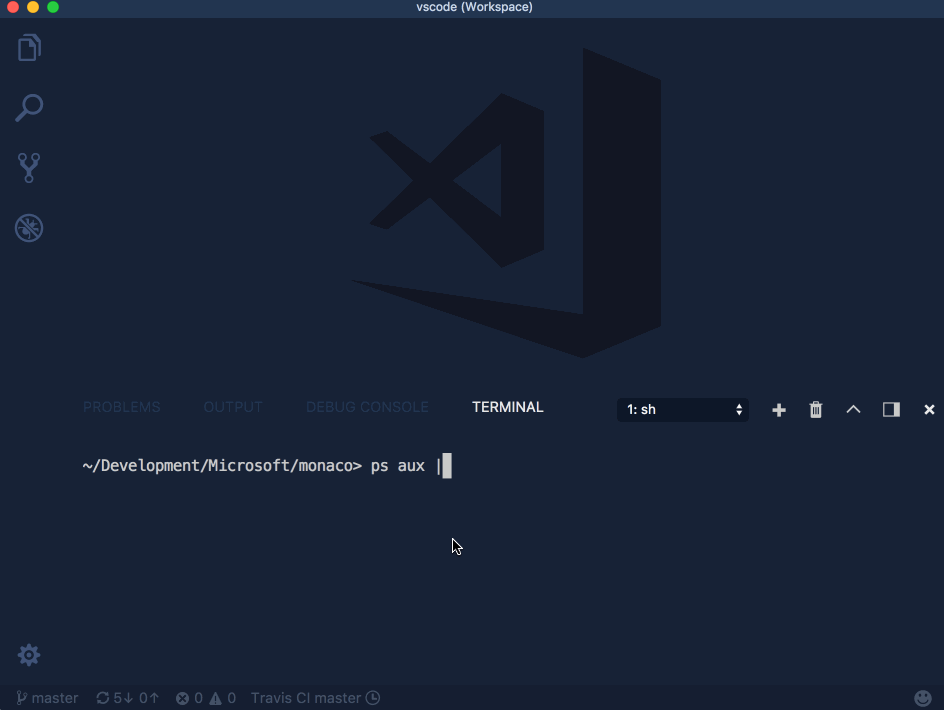 vscode (Workspace)
PROBLEMS OUTPUT DEBUG CONSOLE TERMINAL 1: sh
~/Development/Microsoft/monaco> ps aux |
master 5↓ 0↑ 0 0 Travis CI master